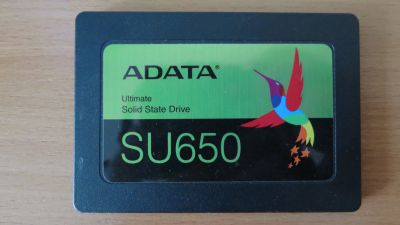 ADATA
Ultimate
Solid State Drive
SU650